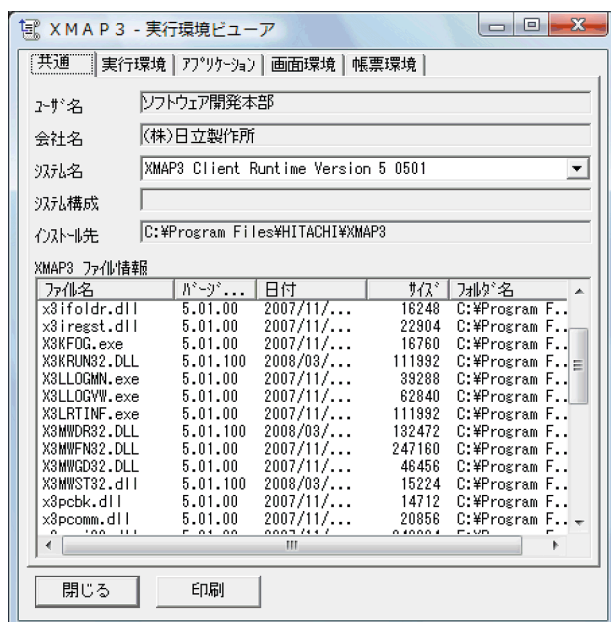 XMAP3 - 実行環境ビューア
共通 実行環境 ｱﾌﾟﾘｹｰｼｮﾝ 画面環境 帳票環境
ﾕｰｻﾞ名 ソフトウェア開発本部
会社名 (株)日立製作所
ｼｽﾃﾑ名 XMAP3 Client Runtime Version 5 0501
ｼｽﾃﾑ構成
ｲﾝｽﾄｰﾙ先 C:¥Program Files¥HITACHI¥XMAP3
XMAP3 ﾌｧｲﾙ情報
ﾌｧｲﾙ名 ﾊﾞｰｼﾞ... 日付 ｻｲｽﾞ ﾌｫﾙﾀﾞ名
x3ifoldr.dll 5.01.00 2007/11/... 16248 C:¥Program F..
x3iregst.dll 5.01.00 2007/11/... 22904 C:¥Program F..
X3KFOG.exe 5.01.00 2007/11/... 16760 C:¥Program F..
X3KRUN32.DLL 5.01.100 2008/03/... 111992 C:¥Program F..
X3LLOGMN.exe 5.01.00 2007/11/... 39288 C:¥Program F..
X3LLOGVW.exe 5.01.00 2007/11/... 62840 C:¥Program F..
X3LRTINF.exe 5.01.00 2007/11/... 111992 C:¥Program F..
X3MWDR32.DLL 5.01.100 2008/03/... 132472 C:¥Program F..
X3MWFN32.DLL 5.01.00 2007/11/... 247160 C:¥Program F..
X3MWGD32.DLL 5.01.00 2007/11/... 46456 C:¥Program F..
X3MWST32.dll 5.01.100 2008/03/... 15224 C:¥Program F..
x3pcbk.dll 5.01.00 2007/11/... 14712 C:¥Program F..
x3pcomm.dll 5.01.00 2007/11/... 20856 C:¥Program F..
閉じる 印刷